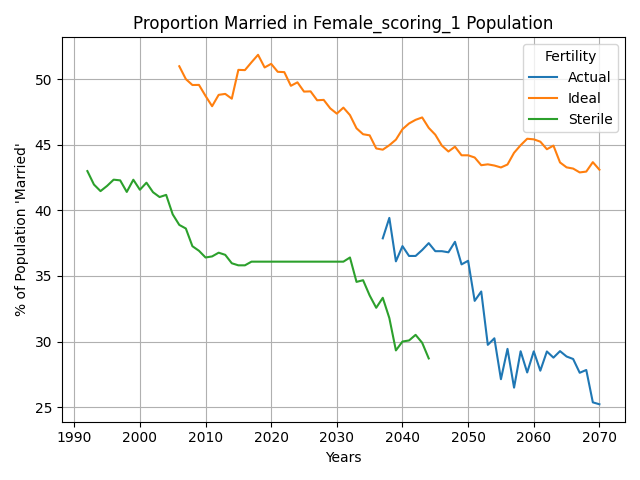 Proportion Married in Female_scoring_1 Population
% of Population 'Married'
50
45
40
35
30
25
Fertility
Actual
Ideal
Sterile
1990 2000 2010 2020 2030 2040 2050 2060 2070
Years